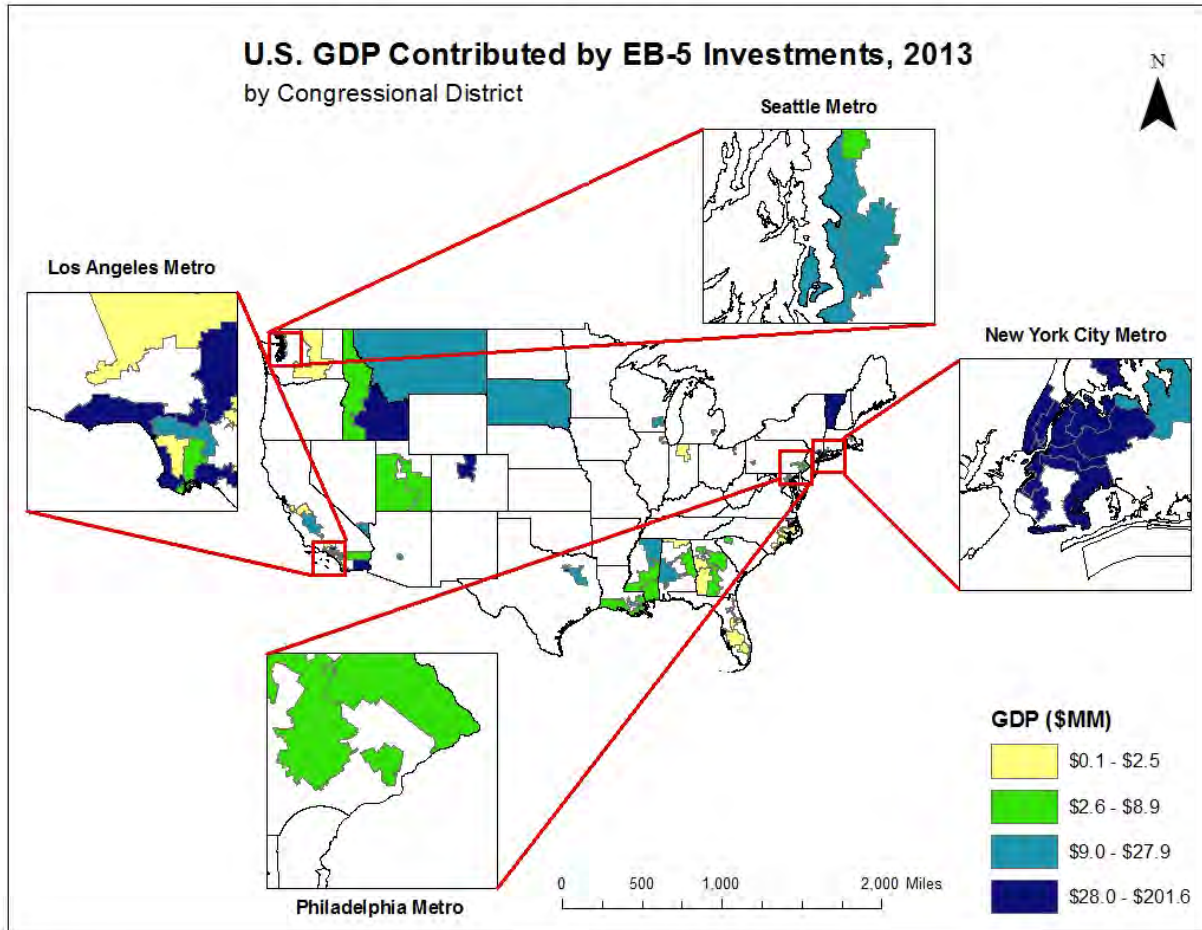 U.S. GDP Contributed by EB-5 Investments, 2013
by Congressional District
N
Seattle Metro
Los Angeles Metro
New York City Metro
Philadelphia Metro
GDP ($MM)
$0.1 - $2.5
$2.6 - $8.9
$9.0 - $27.9
$28.0 - $201.6
0 500 1,000 2,000 Miles